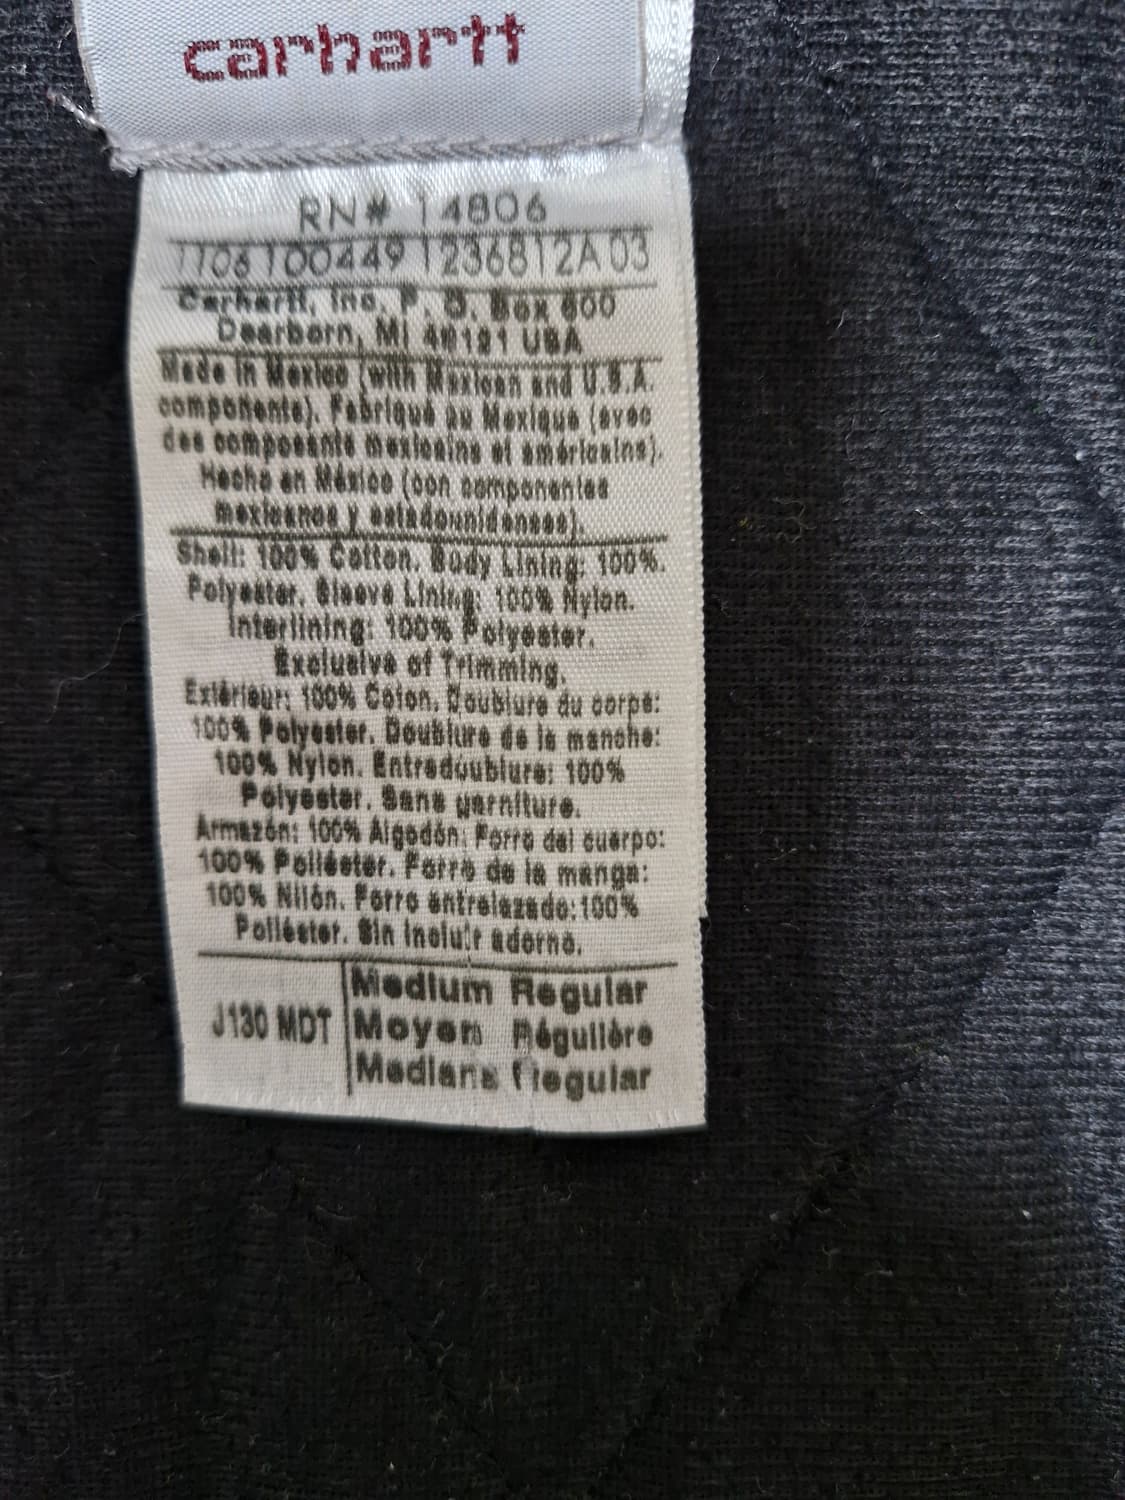 carhartt
RN# 14806
1106 100449 1236812A 03
Carhartt, Inc. P. O. Box 600
Dearborn, MI 48121 USA
Made in Mexico (with Mexican and U.S.A.
components). Fabriqué au Mexique (avec
des composants mexicains et américains).
Hecho en México (con componentes
mexicanos y estadounidenses).
Shell: 100% Cotton. Body Lining: 100%.
Polyester. Sleeve Lining: 100% Nylon.
Interlining: 100% Polyester.
Exclusive of Trimming.
Extérieur: 100% Coton. Doublure du corps:
100% Polyester. Doublure de la manche:
100% Nylon. Entredoublure: 100%
Polyester. Sans garniture.
Armazón: 100% Algodón; Forro del cuerpo:
100% Poliéster. Forro de la manga:
100% Nilón. Forro entrelazado:100%
Poliéster. Sin incluir adorno.
J130 MDT
Medium Regular
Moyen Régulière
Mediana Regular